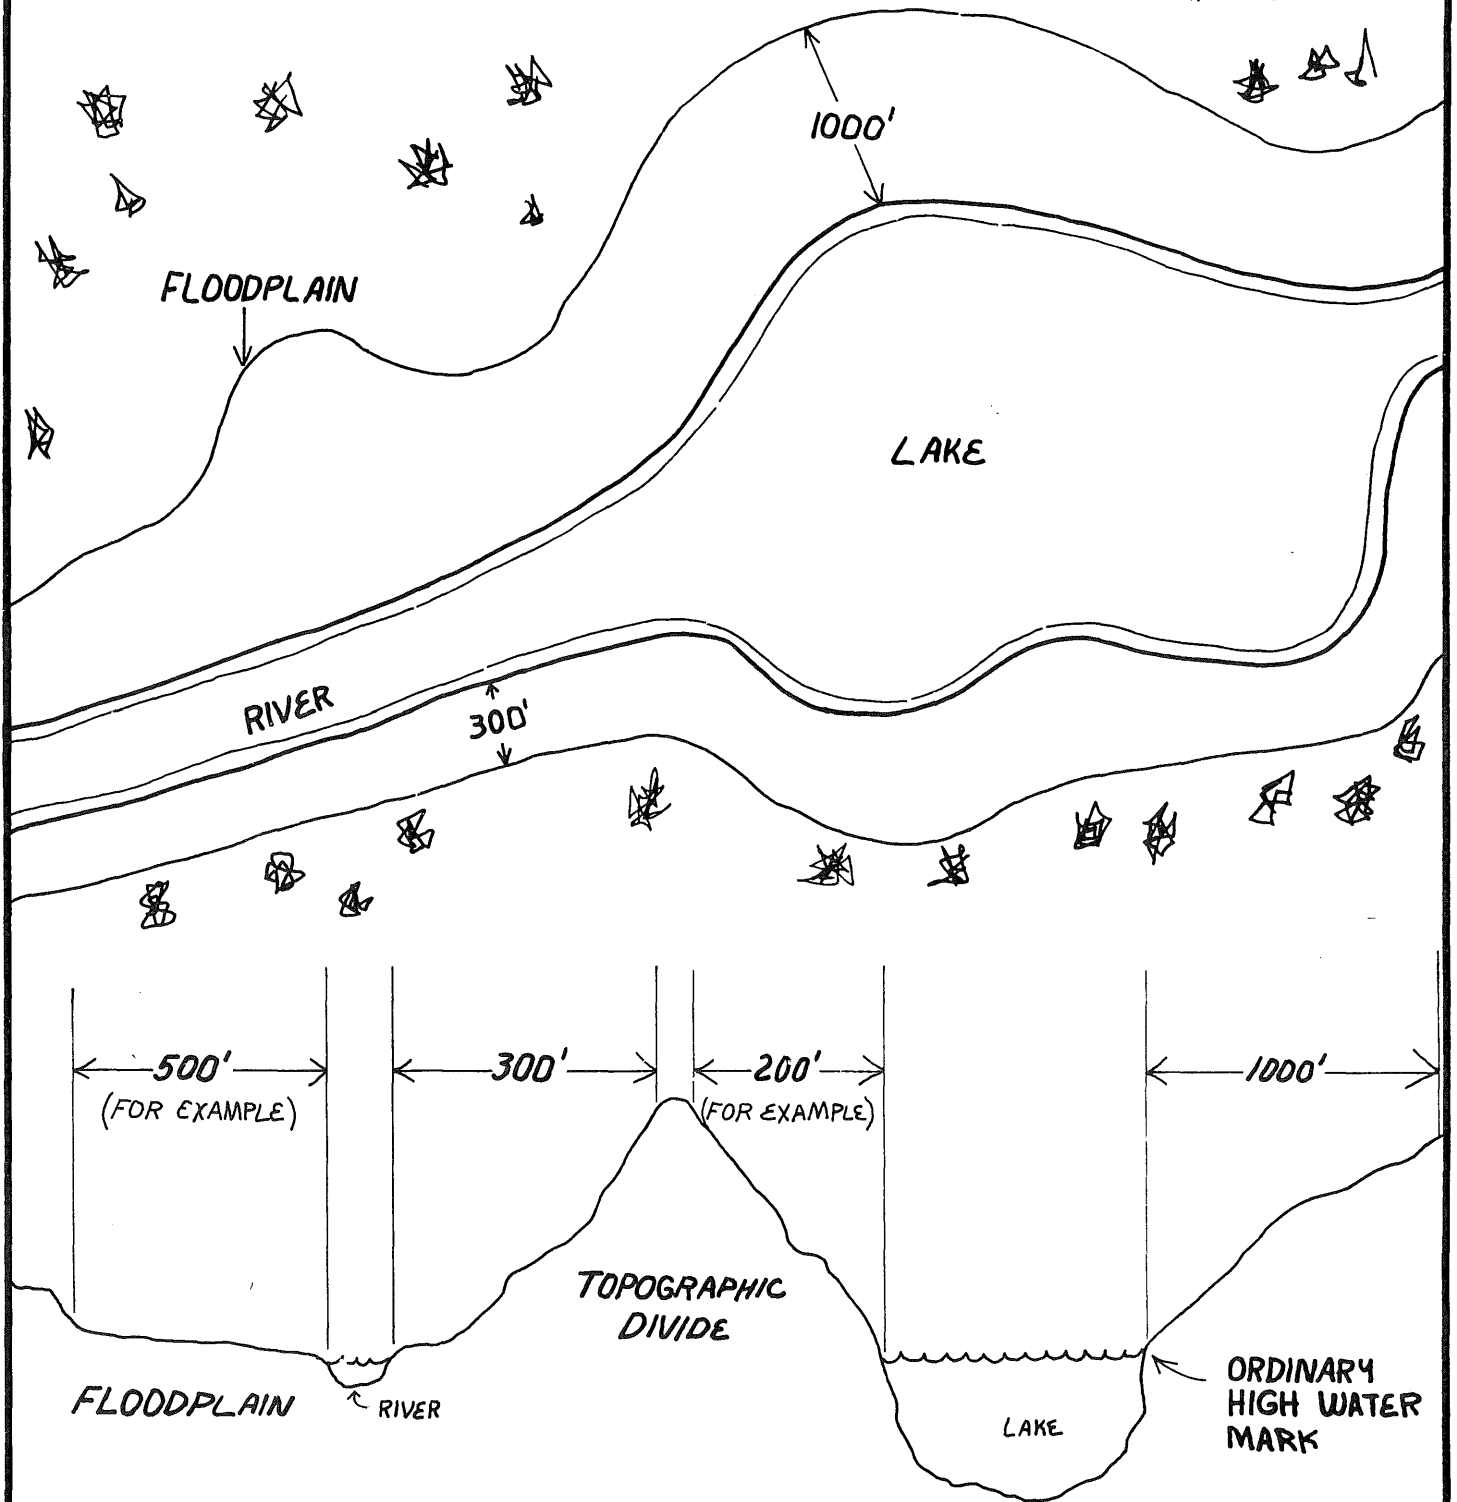 1000'
FLOODPLAIN
LAKE
RIVER
300'
500'
(FOR EXAMPLE)
300'
200'
(FOR EXAMPLE)
1000'
TOPOGRAPHIC
DIVIDE
FLOODPLAIN
RIVER
LAKE
ORDINARY
HIGH WATER
MARK